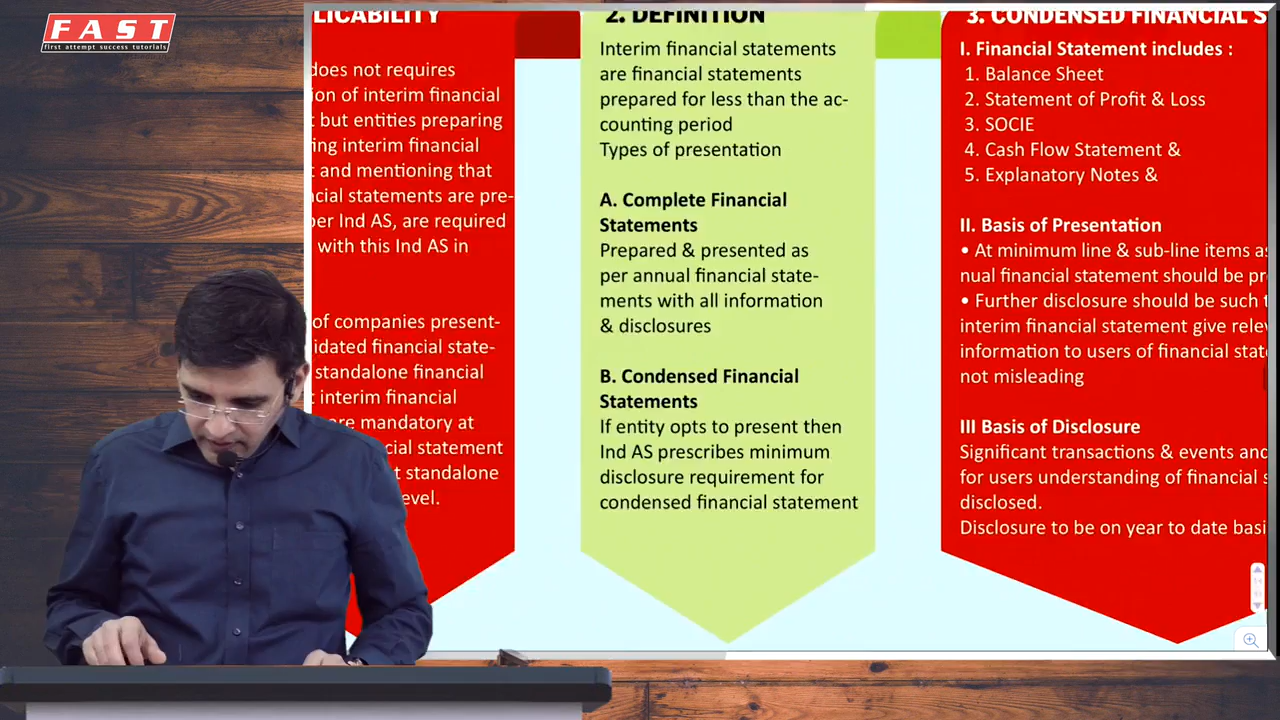 FAST
first attempt success tutorials
LICABILITY
does not requires
ion of interim financial
but entities preparing
ing interim financial
and mentioning that
cial statements are pre-
per Ind AS, are required
with this Ind AS in
of companies present-
idated financial state-
standalone financial
interim financial
are mandatory at
cial statement
standalone
evel.
2. DEFINITION
Interim financial statements
are financial statements
prepared for less than the ac-
counting period
Types of presentation
A. Complete Financial
Statements
Prepared & presented as
per annual financial state-
ments with all information
& disclosures
B. Condensed Financial
Statements
If entity opts to present then
Ind AS prescribes minimum
disclosure requirement for
condensed financial statement
3. CONDENSED FINANCIAL S
I. Financial Statement includes :
1. Balance Sheet
2. Statement of Profit & Loss
3. SOCIE
4. Cash Flow Statement &
5. Explanatory Notes &
II. Basis of Presentation
• At minimum line & sub-line items as
nual financial statement should be pr
• Further disclosure should be such t
interim financial statement give rele
information to users of financial stat
not misleading
III Basis of Disclosure
Significant transactions & events and
for users understanding of financial s
disclosed.
Disclosure to be on year to date basi